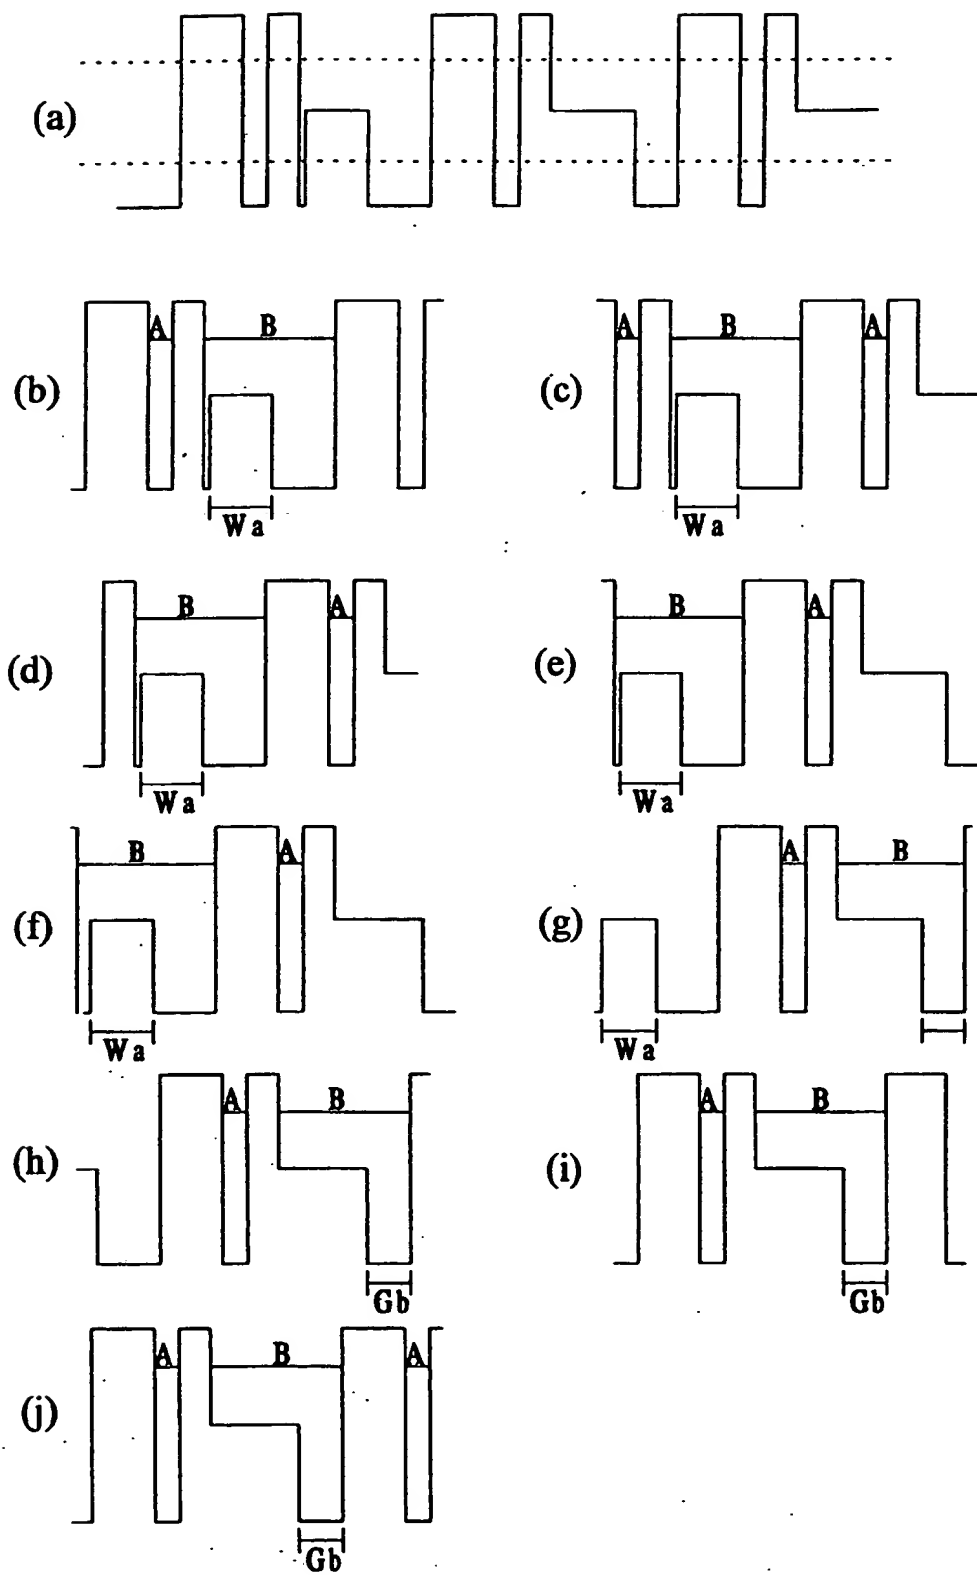 (a)
(b) A B Wa
(c) A B A Wa
(d) B A Wa
(e) B A Wa
(f) B A Wa
(g) A B Wa
(h) A B Gb
(i) A B Gb
(j) A B A Gb